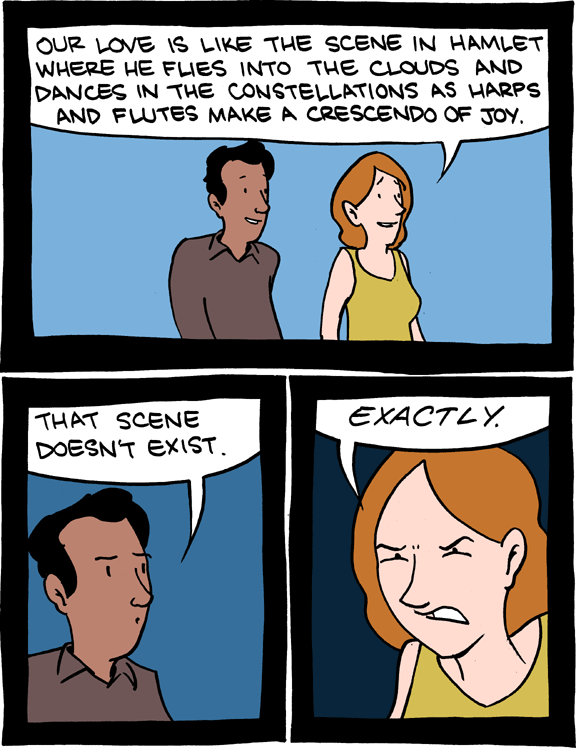 OUR LOVE IS LIKE THE SCENE IN HAMLET
WHERE HE FLIES INTO THE CLOUDS AND
DANCES IN THE CONSTELLATIONS AS HARPS
AND FLUTES MAKE A CRESCENDO OF JOY.
THAT SCENE
DOESN'T EXIST.
EXACTLY.